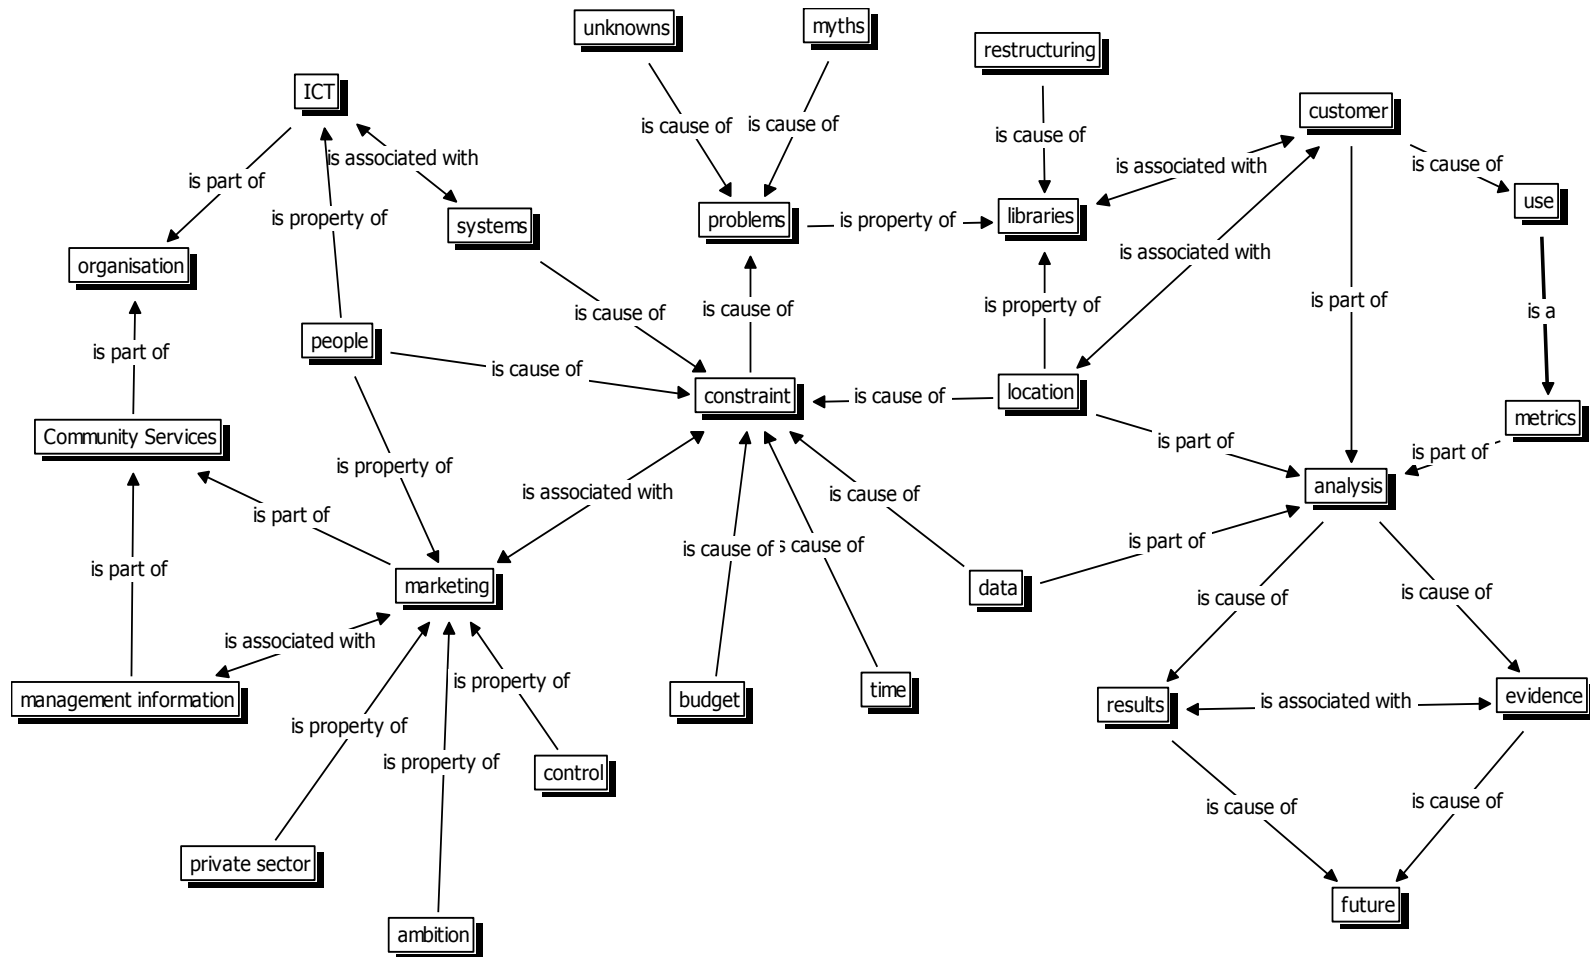 unknowns
myths
restructuring
ICT
customer
is cause of
is cause of
is cause of
is associated with
is associated with
is cause of
is part of
is property of
systems
problems
is property of
libraries
use
organisation
is associated with
is part of
is property of
is cause of
is cause of
is a
people
is part of
is cause of
constraint
is cause of
location
metrics
Community Services
is part of
is part of
is property of
analysis
is associated with
is cause of
is part of
is part of
is cause of
s cause of
is part of
marketing
data
is cause of
is cause of
is associated with
is property of
management information
budget
time
results
is associated with
evidence
is property of
is property of
control
is cause of
is cause of
private sector
future
ambition